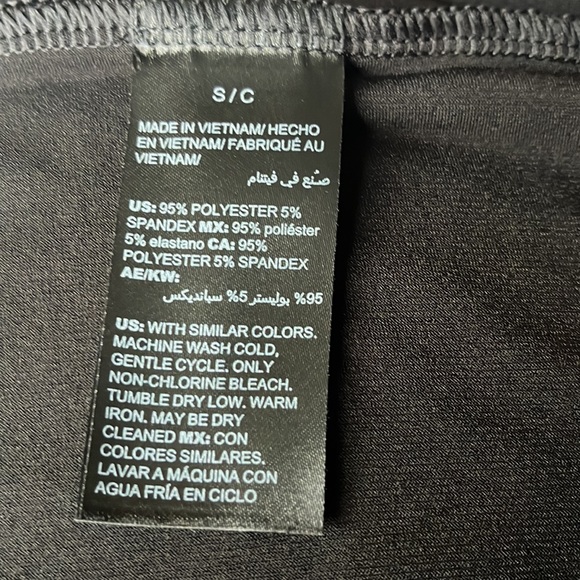 S / C
MADE IN VIETNAM/ HECHO
EN VIETNAM/ FABRIQUÉ AU
VIETNAM/
صُنع في فيتنام
US: 95% POLYESTER 5%
SPANDEX MX: 95% poliéster
5% elastano CA: 95%
POLYESTER 5% SPANDEX
AE/KW:
95% بوليستر 5% سبانديكس
US: WITH SIMILAR COLORS.
MACHINE WASH COLD,
GENTLE CYCLE. ONLY
NON-CHLORINE BLEACH.
TUMBLE DRY LOW. WARM
IRON. MAY BE DRY
CLEANED MX: CON
COLORES SIMILARES.
LAVAR A MÁQUINA CON
AGUA FRÍA EN CICLO